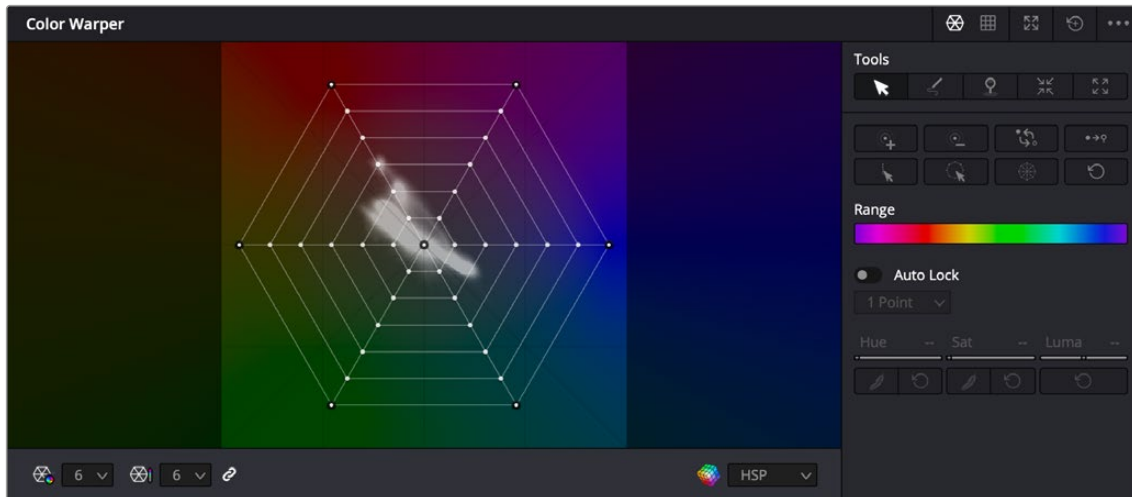 Color Warper
Tools
Range
Auto Lock
1 Point
Hue -- Sat -- Luma --
6 6 HSP